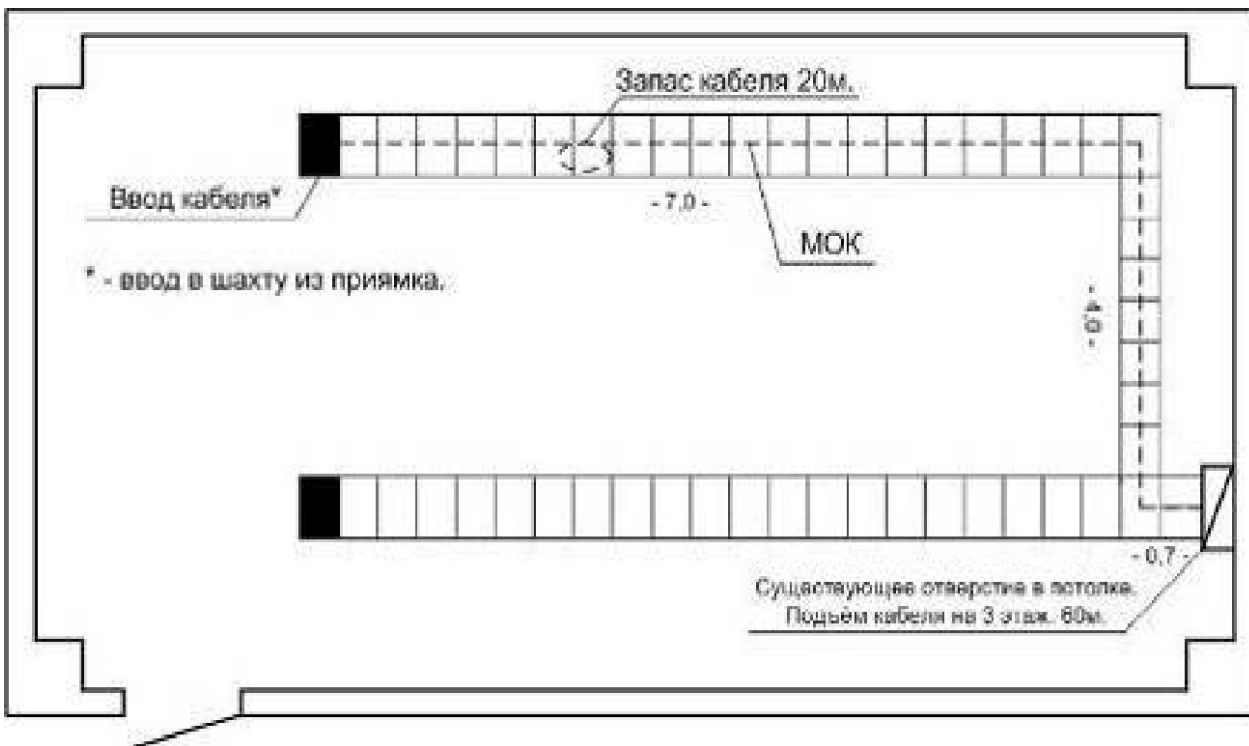 Запас кабеля 20м.
Ввод кабеля*
- 7,0 -
МОК
* - ввод в шахту из приямка.
- 4,0 -
- 0,7 -
Существующее отверстие в потолке.
Подъём кабеля на 3 этаж. 60м.